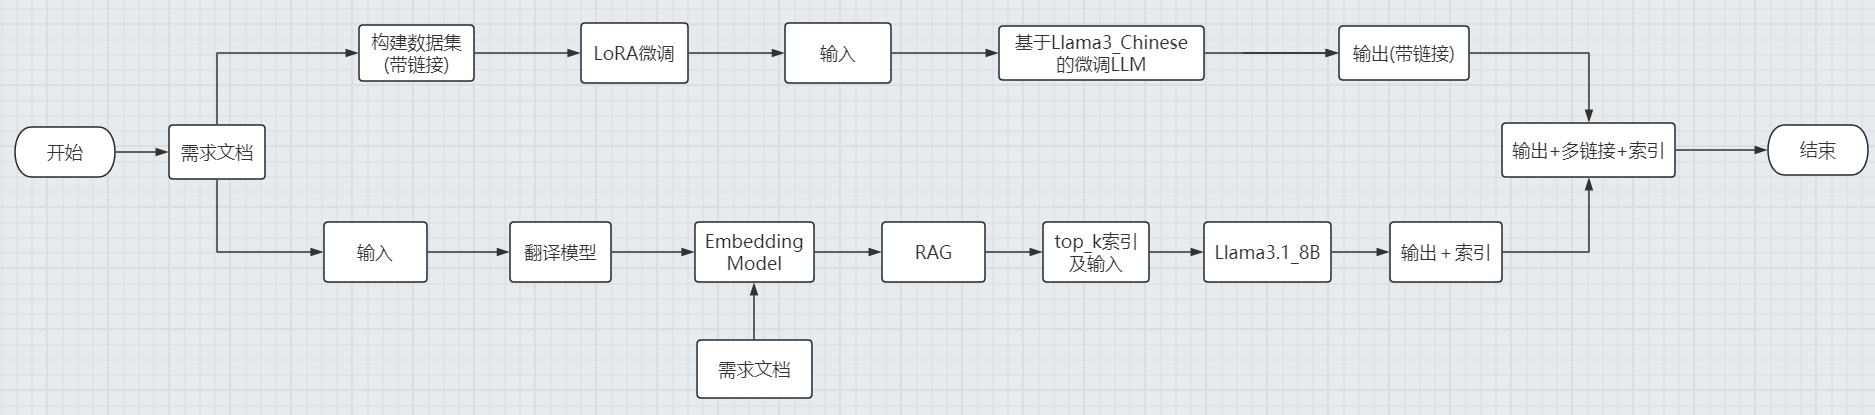 开始
需求文档
构建数据集
(带链接)
LoRA微调
输入
基于Llama3_Chinese
的微调LLM
输出(带链接)
输入
翻译模型
Embedding
Model
需求文档
RAG
top_k索引
及输入
Llama3.1_8B
输出＋索引
输出+多链接+索引
结束